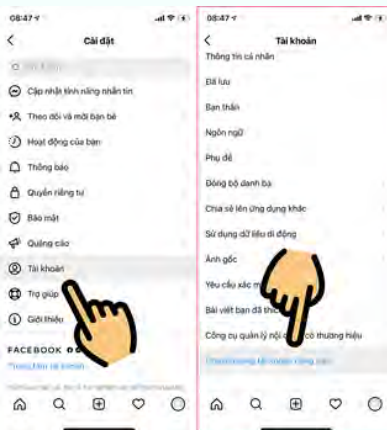 08:47
Cài đặt
Cập nhật tính năng nhắn tin
Theo dõi và mời bạn bè
Hoạt động của bạn
Thông báo
Quyền riêng tư
Bảo mật
Quảng cáo
Tài khoản
Trợ giúp
Giới thiệu
FACEBOOK
08:47
Tài khoản
Thông tin cá nhân
Đã lưu
Bạn thân
Ngôn ngữ
Phụ đề
Đồng bộ danh bạ
Chia sẻ lên ứng dụng khác
Sử dụng dữ liệu di động
Ảnh gốc
Yêu cầu xác m
Bài viết bạn đã thíc
Công cụ quản lý nội có thương hiệu